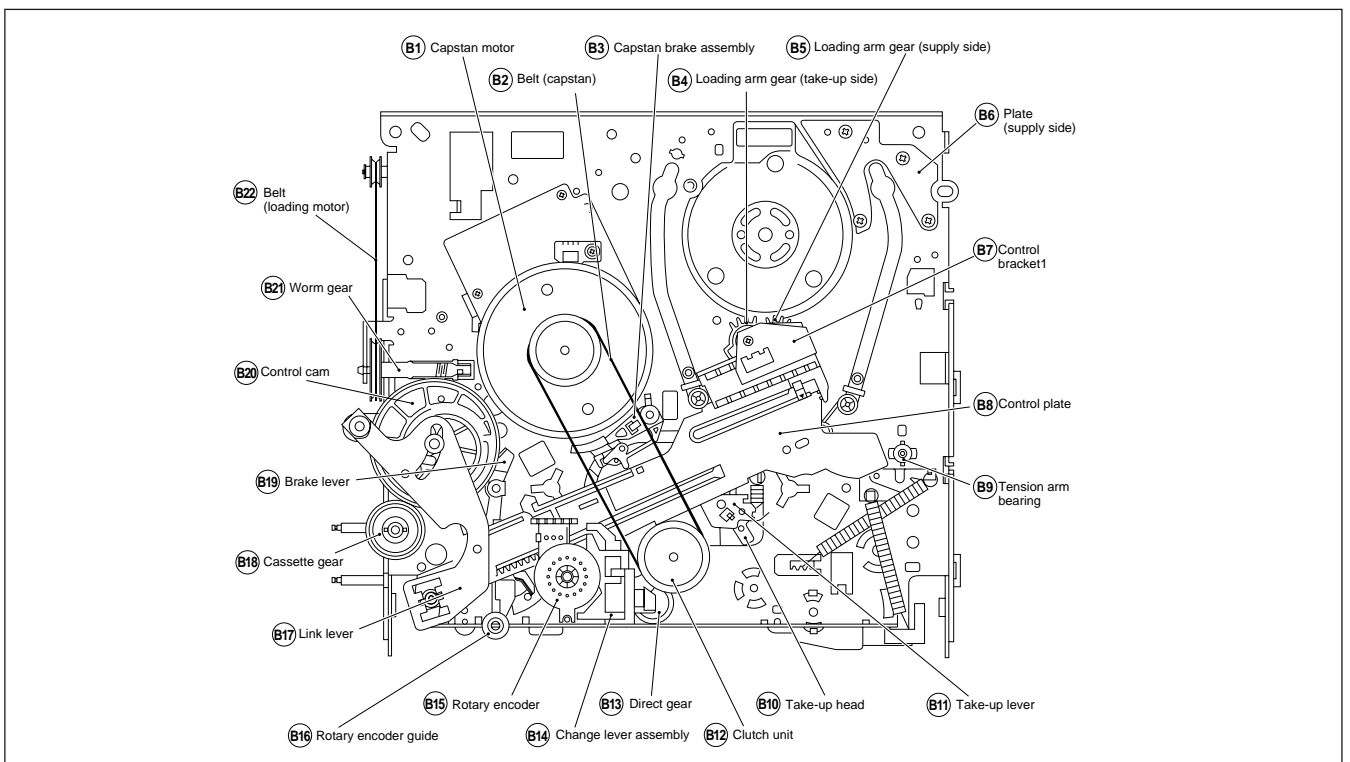 B1 Capstan motor
B3 Capstan brake assembly
B5 Loading arm gear (supply side)
B2 Belt (capstan)
B4 Loading arm gear (take-up side)
B6 Plate
(supply side)
B22 Belt
(loading motor)
B7 Control
bracket1
B21 Worm gear
B20 Control cam
B8 Control plate
B19 Brake lever
B9 Tension arm
bearing
B18 Cassette gear
B17 Link lever
B15 Rotary encoder
B13 Direct gear
B10 Take-up head
B11 Take-up lever
B16 Rotary encoder guide
B14 Change lever assembly
B12 Clutch unit